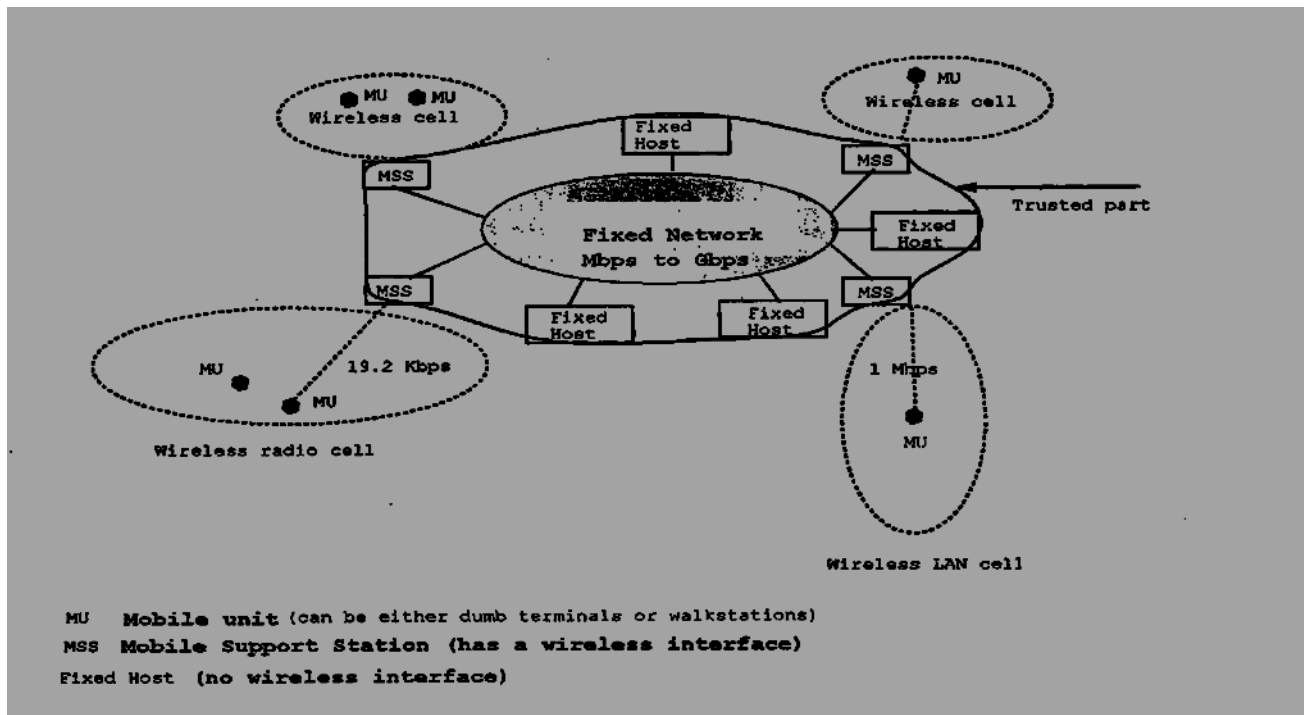 MU MU
Wireless cell
MU
Wireless cell
Fixed
Host
MSS
MSS
Trusted part
Fixed
Host
Fixed Network
Mbps to Gbps
MSS
MSS
Fixed
Host
Fixed
Host
MU
19.2 Kbps
MU
1 Mbps
MU
Wireless radio cell
Wireless LAN cell
MU Mobile unit (can be either dumb terminals or walkstations)
MSS Mobile Support Station (has a wireless interface)
Fixed Host (no wireless interface)